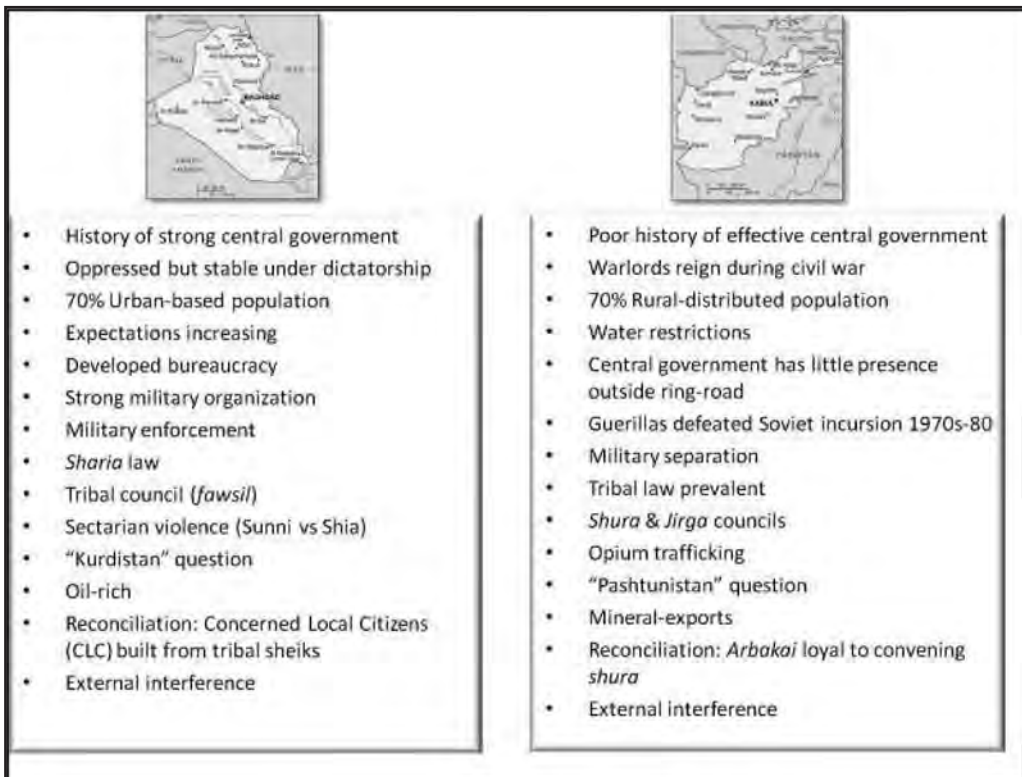 BAGHDAD
KABUL
• History of strong central government
• Oppressed but stable under dictatorship
• 70% Urban-based population
• Expectations increasing
• Developed bureaucracy
• Strong military organization
• Military enforcement
• Sharia law
• Tribal council (fawsil)
• Sectarian violence (Sunni vs Shia)
• “Kurdistan” question
• Oil-rich
• Reconciliation: Concerned Local Citizens
(CLC) built from tribal sheiks
• External interference
• Poor history of effective central government
• Warlords reign during civil war
• 70% Rural-distributed population
• Water restrictions
• Central government has little presence
outside ring-road
• Guerillas defeated Soviet incursion 1970s-80
• Military separation
• Tribal law prevalent
• Shura & Jirga councils
• Opium trafficking
• “Pashtunistan” question
• Mineral-exports
• Reconciliation: Arbakai loyal to convening
shura
• External interference